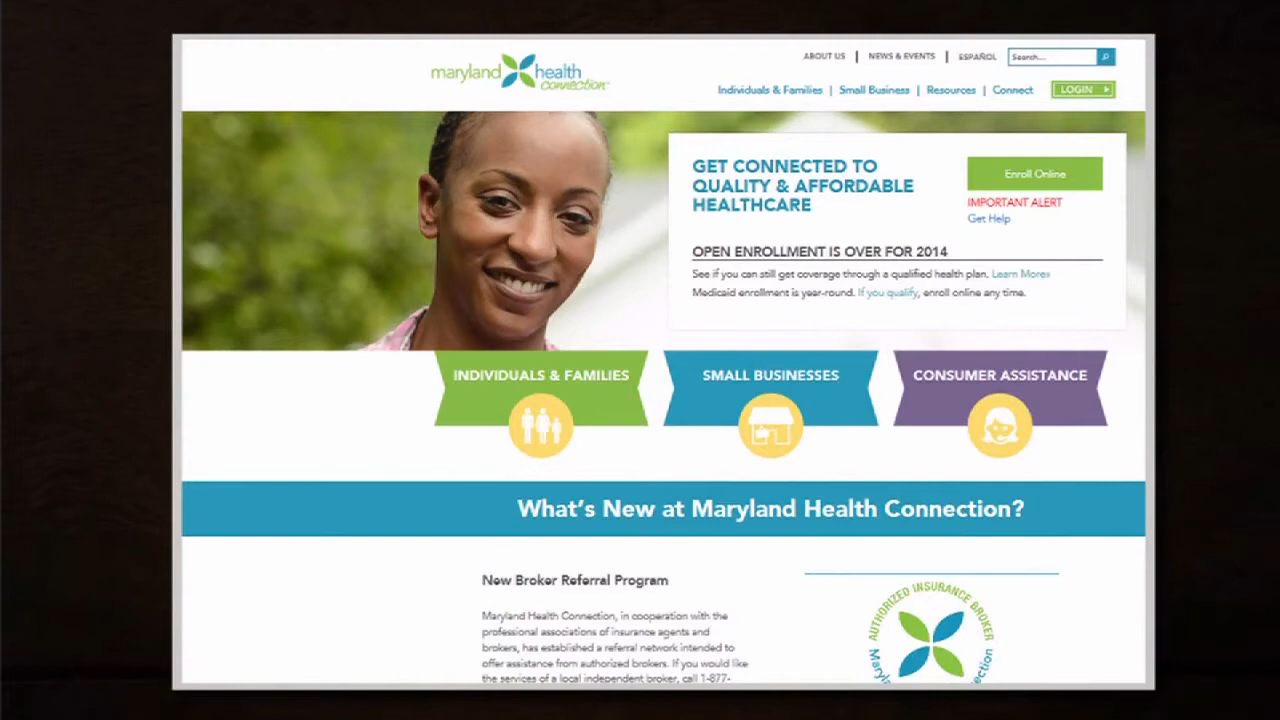 maryland health
connection
ABOUT US | NEWS & EVENTS | ESPAÑOL
Search...
Individuals & Families | Small Business | Resources | Connect
LOGIN
GET CONNECTED TO
QUALITY & AFFORDABLE
HEALTHCARE
Enroll Online
IMPORTANT ALERT
Get Help
OPEN ENROLLMENT IS OVER FOR 2014
See if you can still get coverage through a qualified health plan. Learn More»
Medicaid enrollment is year-round. If you qualify, enroll online any time.
INDIVIDUALS & FAMILIES
SMALL BUSINESSES
CONSUMER ASSISTANCE
What's New at Maryland Health Connection?
New Broker Referral Program
Maryland Health Connection, in cooperation with the
professional associations of insurance agents and
brokers, has established a referral network intended to
offer assistance from authorized brokers. If you would like
the services of a local independent broker, call 1-877-
AUTHORIZED INSURANCE BROKER